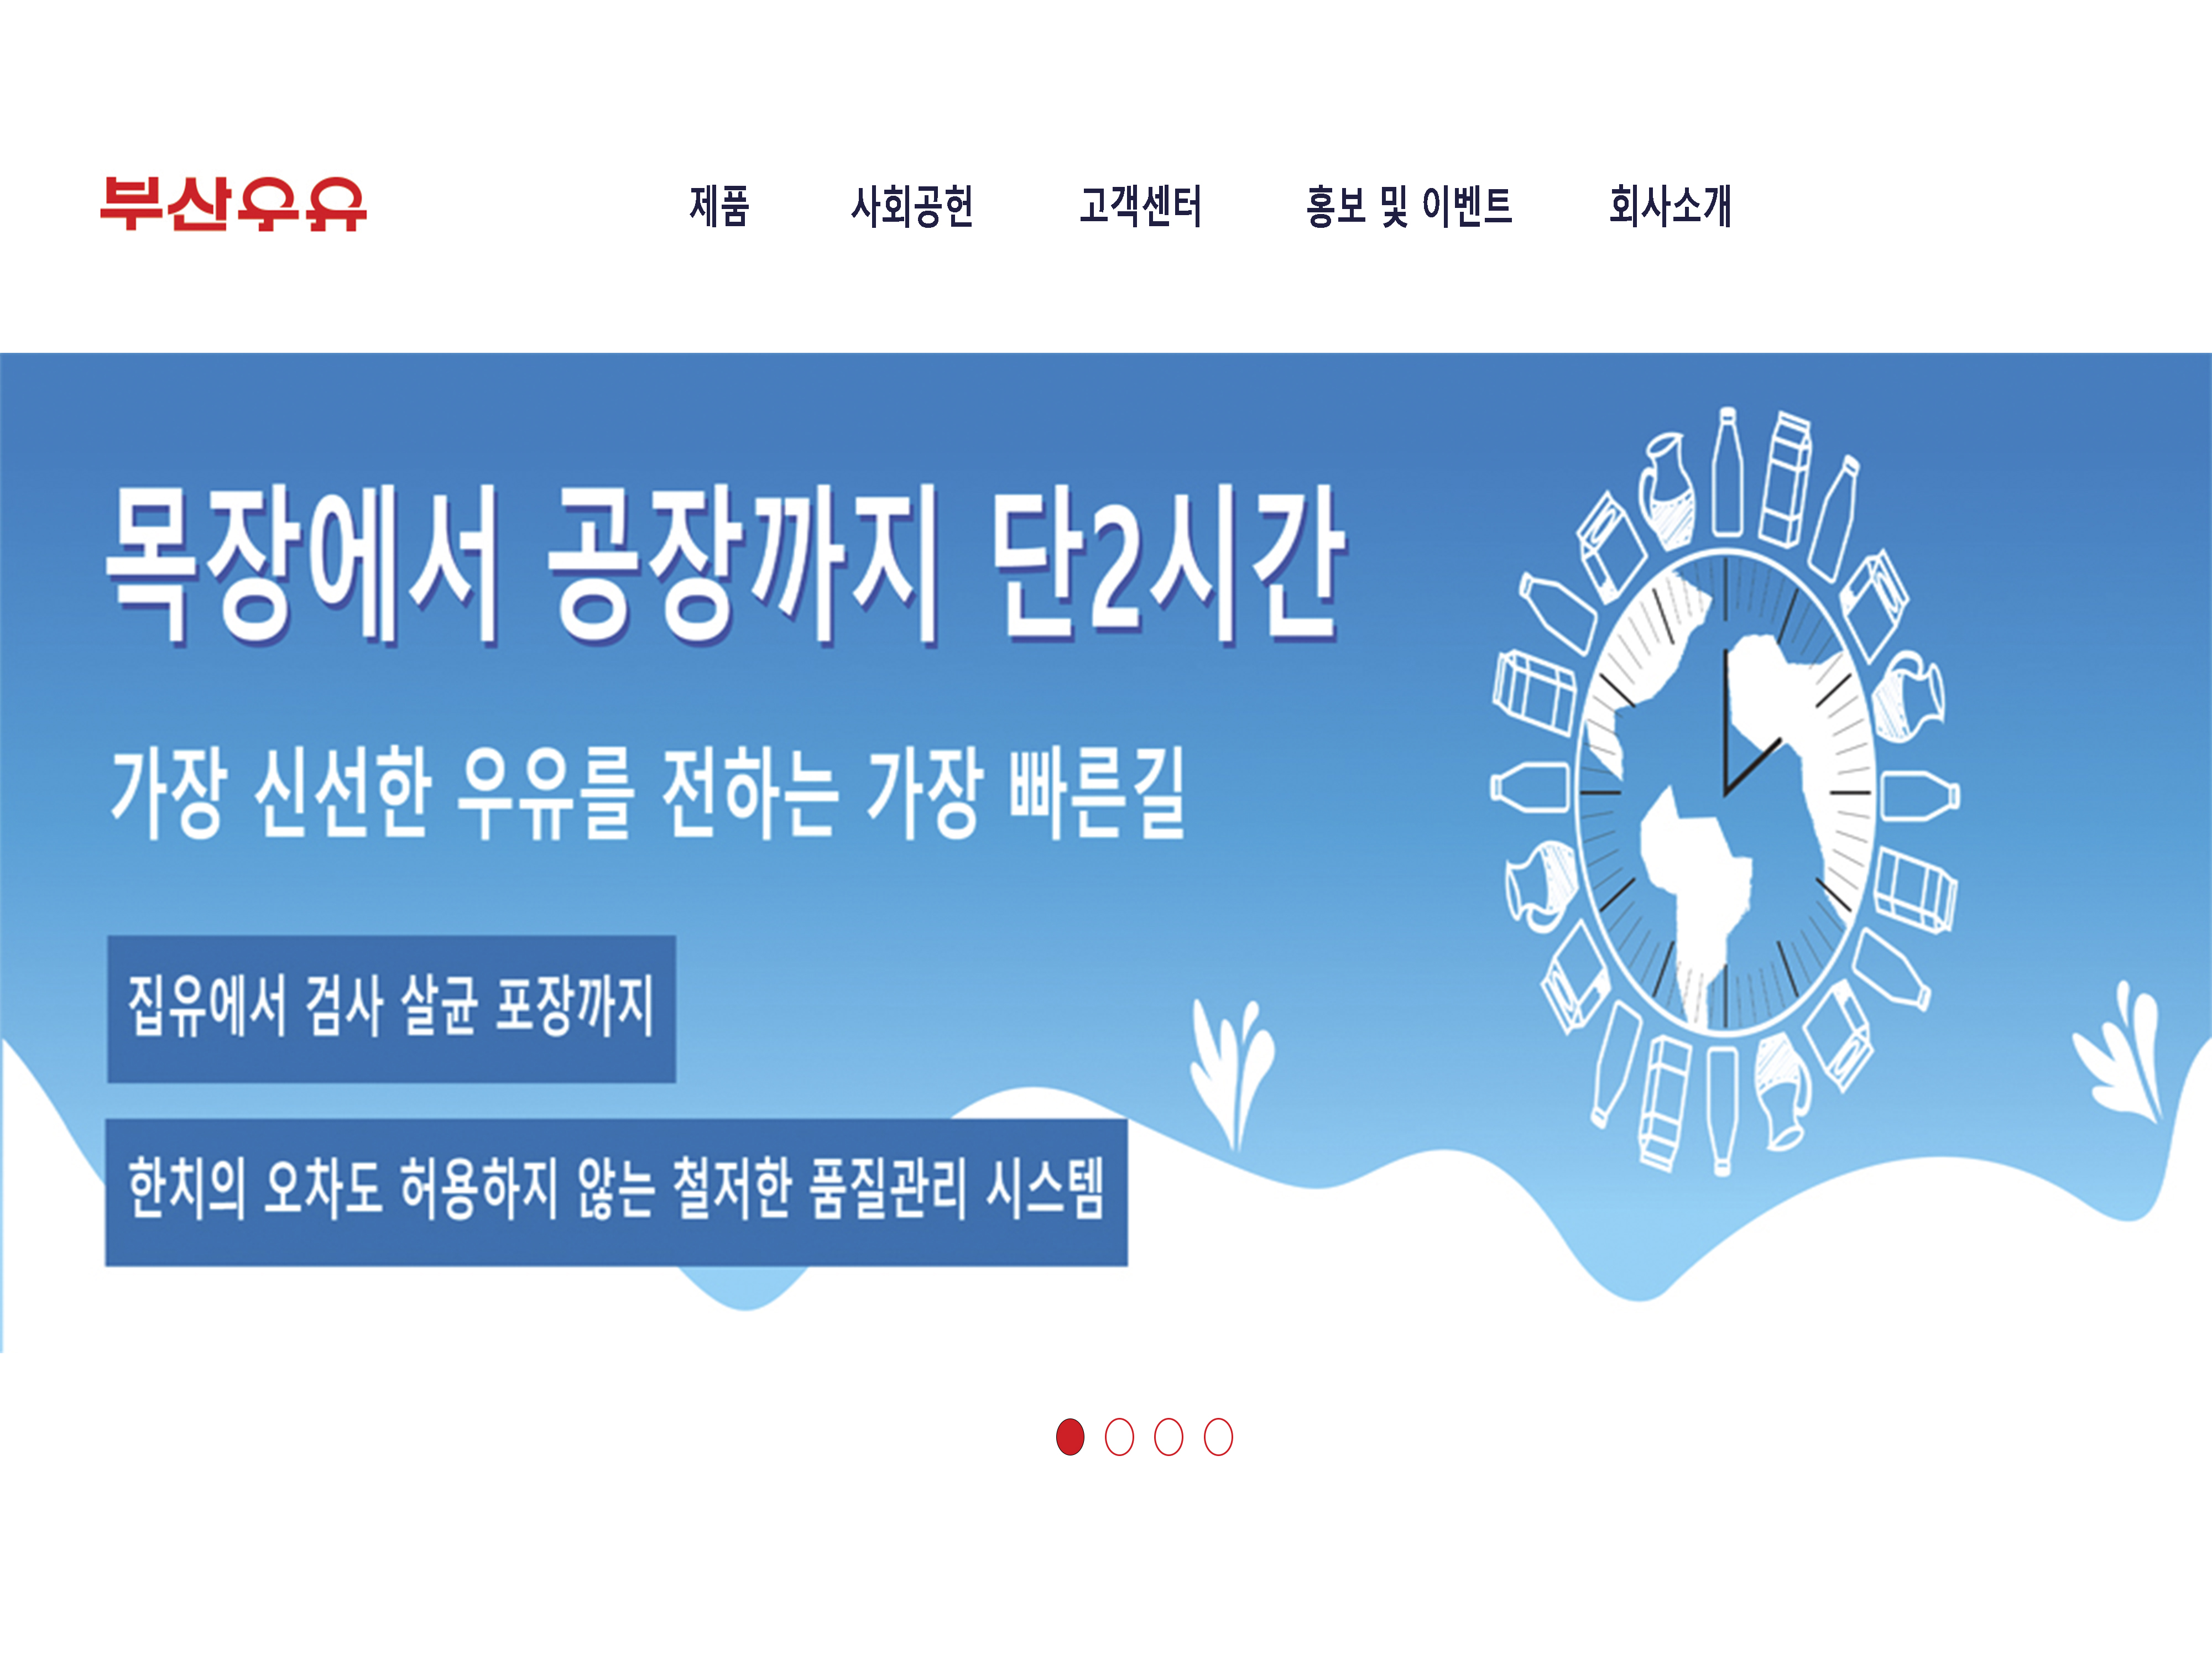 부산우유
제품 사회공헌 고객센터 홍보 및 이벤트 회사소개
목장에서 공장까지 단2시간
가장 신선한 우유를 전하는 가장 빠른길
집유에서 검사 살균 포장까지
한치의 오차도 허용하지 않는 철저한 품질관리 시스템